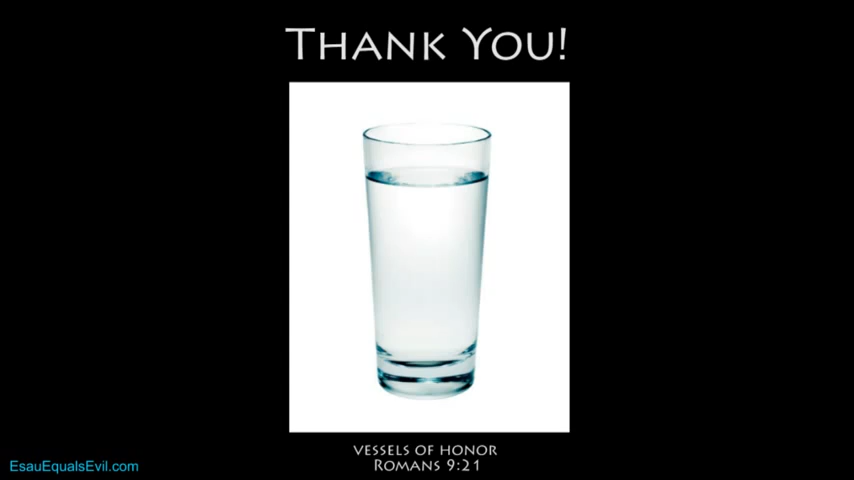 THANK YOU!
VESSELS OF HONOR
ROMANS 9:21
EsauEqualsEvil.com